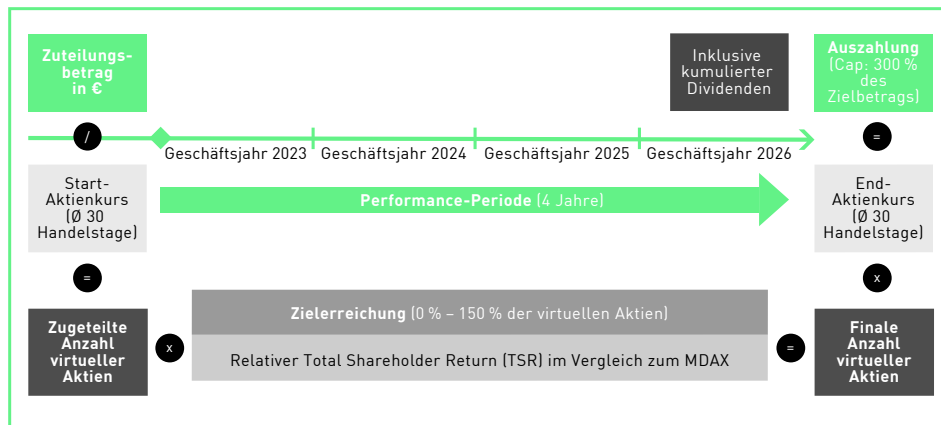 Zuteilungs-
betrag
in €
Inklusive
kumulierter
Dividenden
Auszahlung
(Cap: 300 %
des
Zielbetrags)
/
=
Geschäftsjahr 2023
Geschäftsjahr 2024
Geschäftsjahr 2025
Geschäftsjahr 2026
Start-
Aktienkurs
(Ø 30
Handelstage)
Performance-Periode (4 Jahre)
End-
Aktienkurs
(Ø 30
Handelstage)
=
x
Zugeteilte
Anzahl
virtueller
Aktien
x
Zielerreichung (0 % – 150 % der virtuellen Aktien)
Relativer Total Shareholder Return (TSR) im Vergleich zum MDAX
=
Finale
Anzahl
virtueller
Aktien